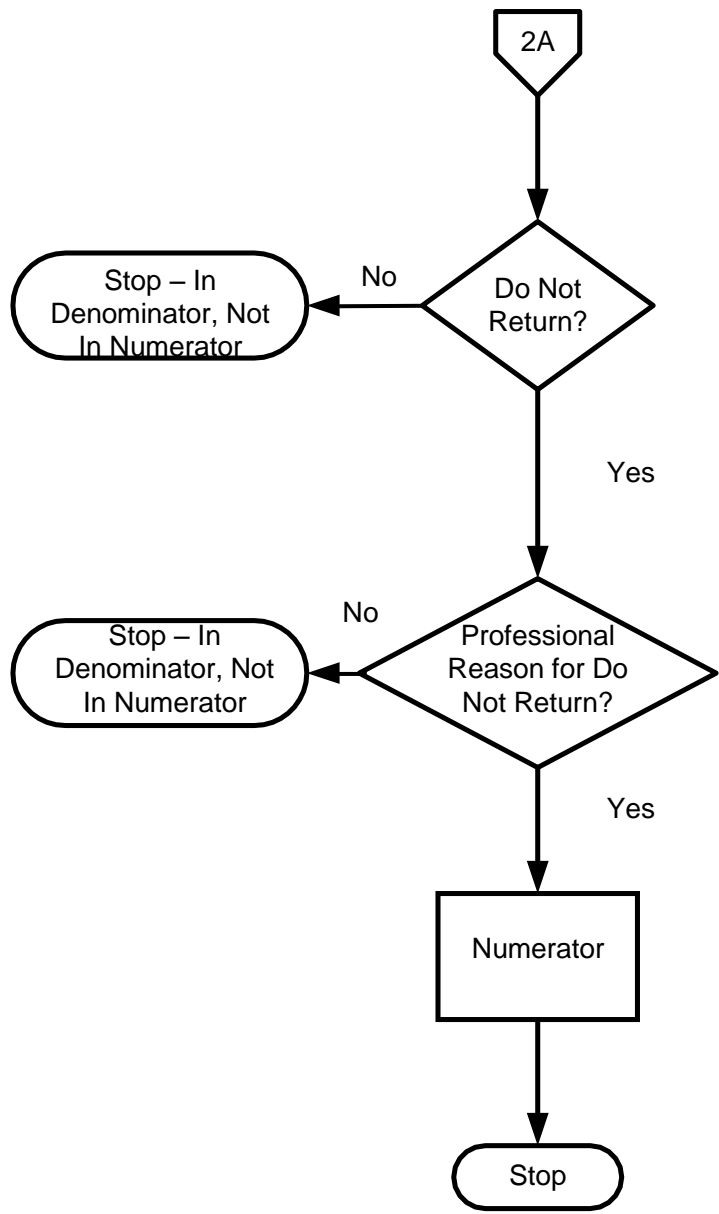 2A
Do Not
Return?
No
Stop – In
Denominator, Not
In Numerator
Yes
Professional
Reason for Do
Not Return?
No
Stop – In
Denominator, Not
In Numerator
Yes
Numerator
Stop